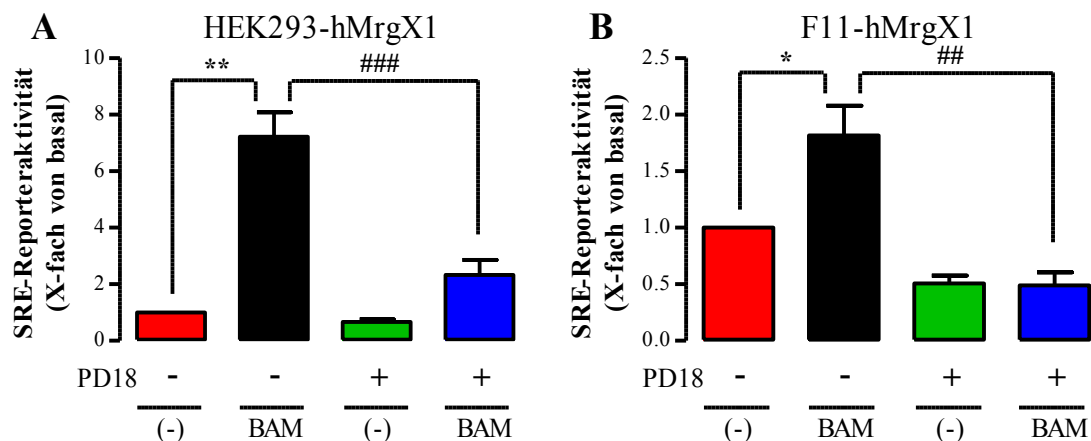 A HEK293-hMrgX1
SRE-Reporteraktivität
(X-fach von basal)
10
8
6
4
2
0
** ###
PD18 - - + +
(-) BAM (-) BAM
B F11-hMrgX1
SRE-Reporteraktivität
(X-fach von basal)
2.5
2.0
1.5
1.0
0.5
0.0
* ##
PD18 - - + +
(-) BAM (-) BAM